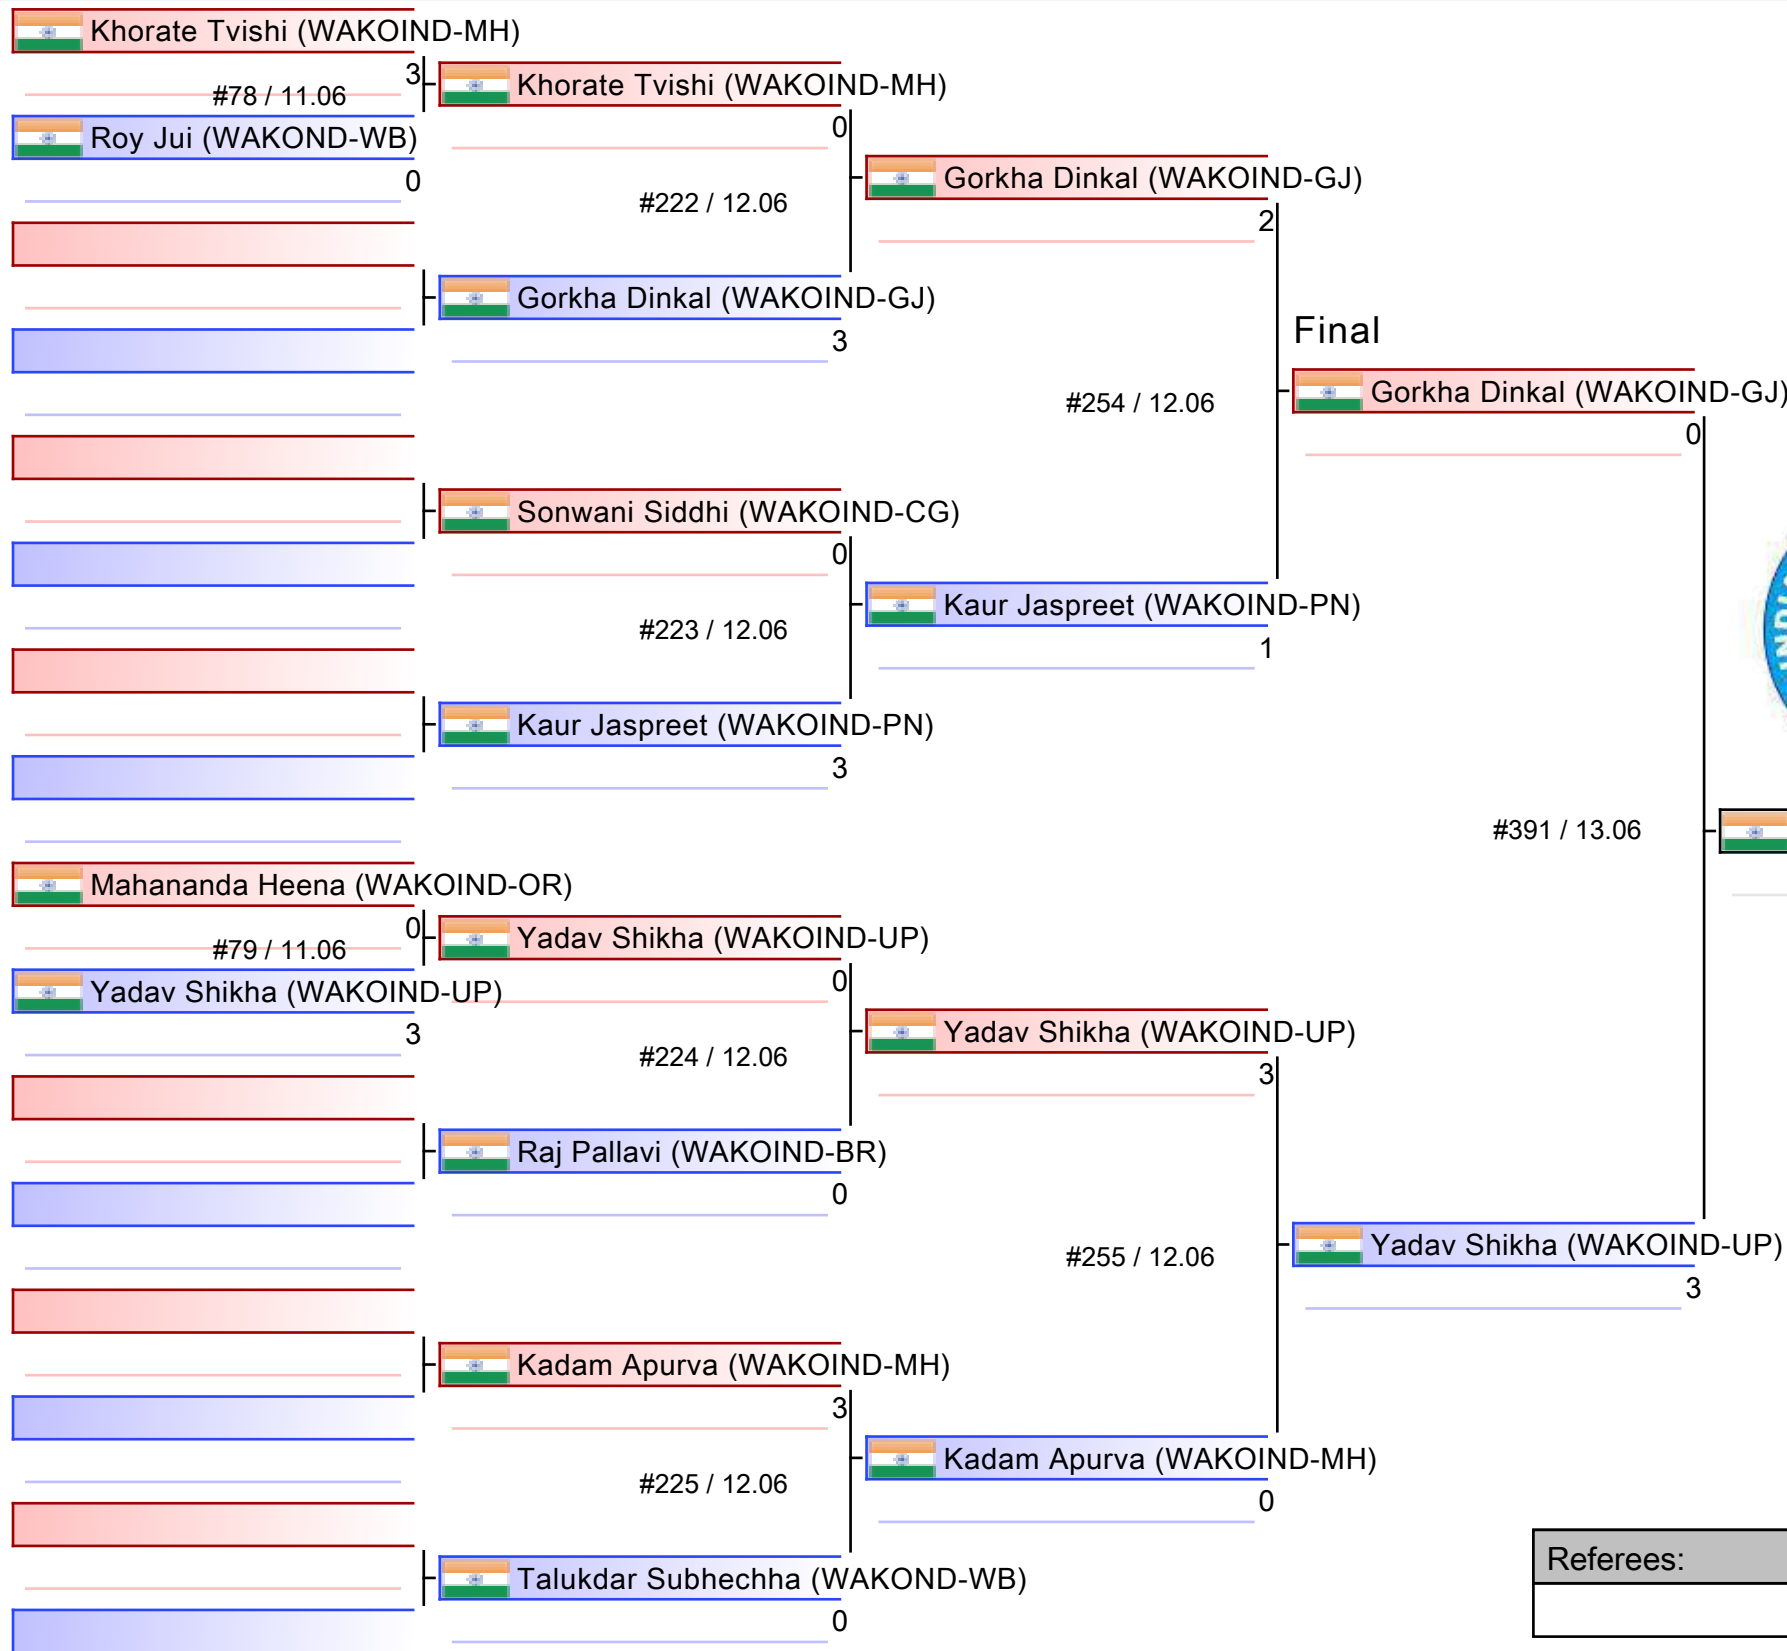 Khorate Tvishi (WAKOIND-MH)
3
#78 / 11.06
Roy Jui (WAKOND-WB)
0
Mahananda Heena (WAKOIND-OR)
0
#79 / 11.06
Yadav Shikha (WAKOIND-UP)
3
Khorate Tvishi (WAKOIND-MH)
0
#222 / 12.06
Gorkha Dinkal (WAKOIND-GJ)
3
Sonwani Siddhi (WAKOIND-CG)
0
#223 / 12.06
Kaur Jaspreet (WAKOIND-PN)
3
Yadav Shikha (WAKOIND-UP)
0
#224 / 12.06
Raj Pallavi (WAKOIND-BR)
0
Kadam Apurva (WAKOIND-MH)
3
#225 / 12.06
Talukdar Subhechha (WAKOND-WB)
0
Gorkha Dinkal (WAKOIND-GJ)
2
#254 / 12.06
Kaur Jaspreet (WAKOIND-PN)
1
Yadav Shikha (WAKOIND-UP)
3
#255 / 12.06
Kadam Apurva (WAKOIND-MH)
0
Final
Gorkha Dinkal (WAKOIND-GJ)
0
#391 / 13.06
Yadav Shikha (WAKOIND-UP)
3
Referees: